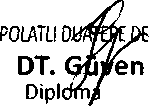 POLATLI DUATEPE DE
DT. Güven
Diploma